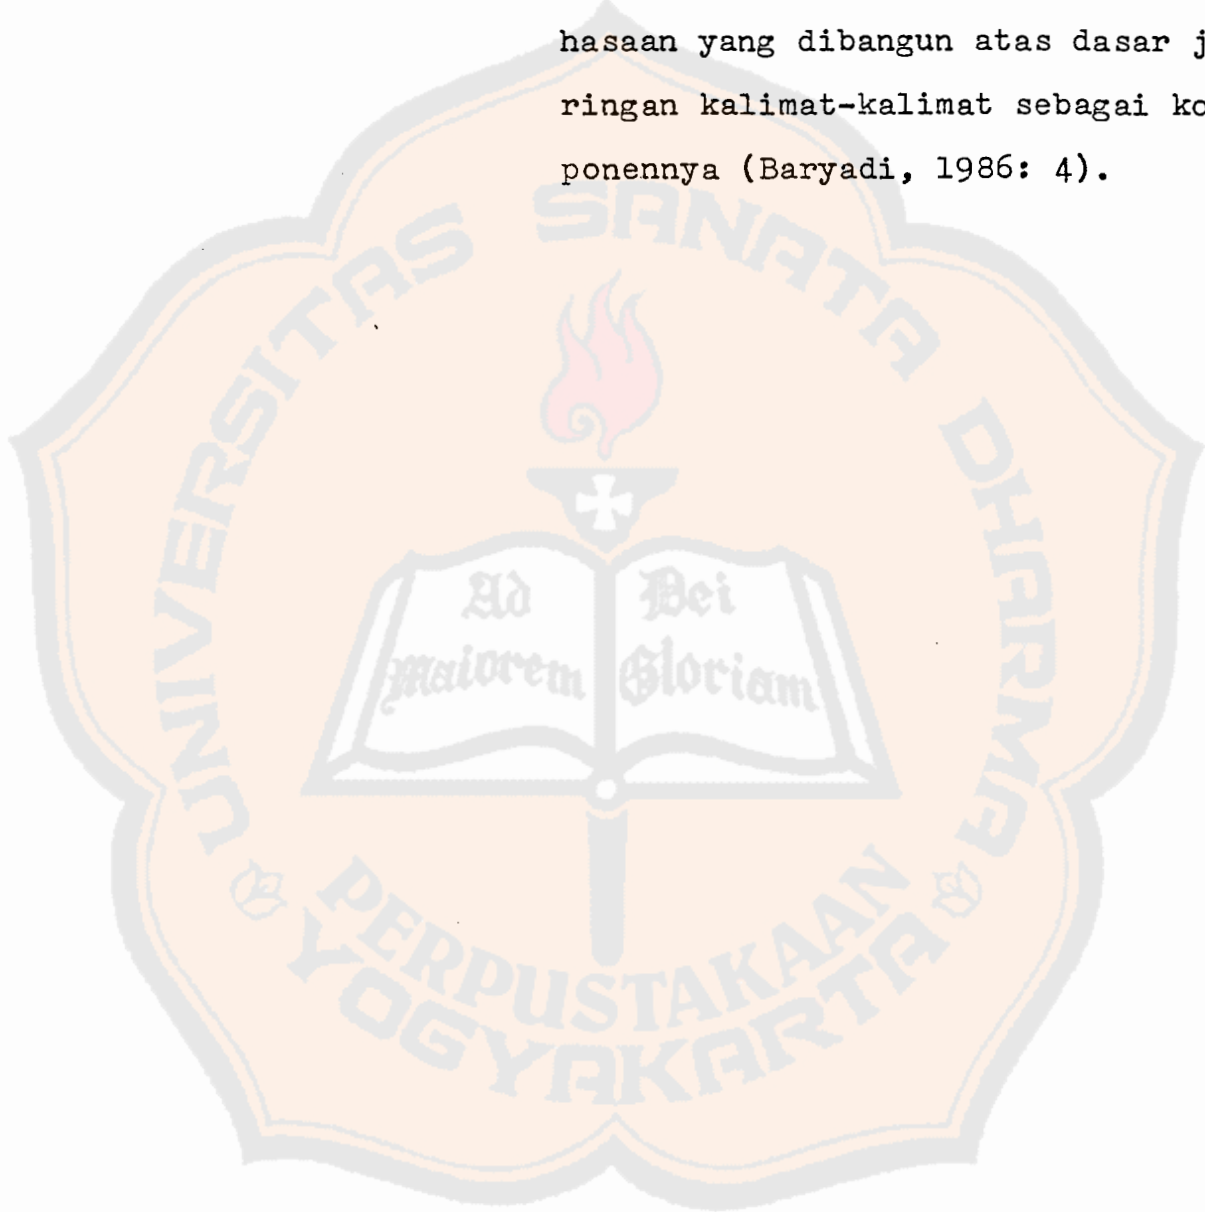 hasaan yang dibangun atas dasar j
ringan kalimat-kalimat sebagai ko
ponennya (Baryadi, 1986: 4).
UNIVERSITAS SANATA DHARMA
Ad Dei
Maiorem Gloriam
PERPUSTAKAAN
YOGYAKARTA